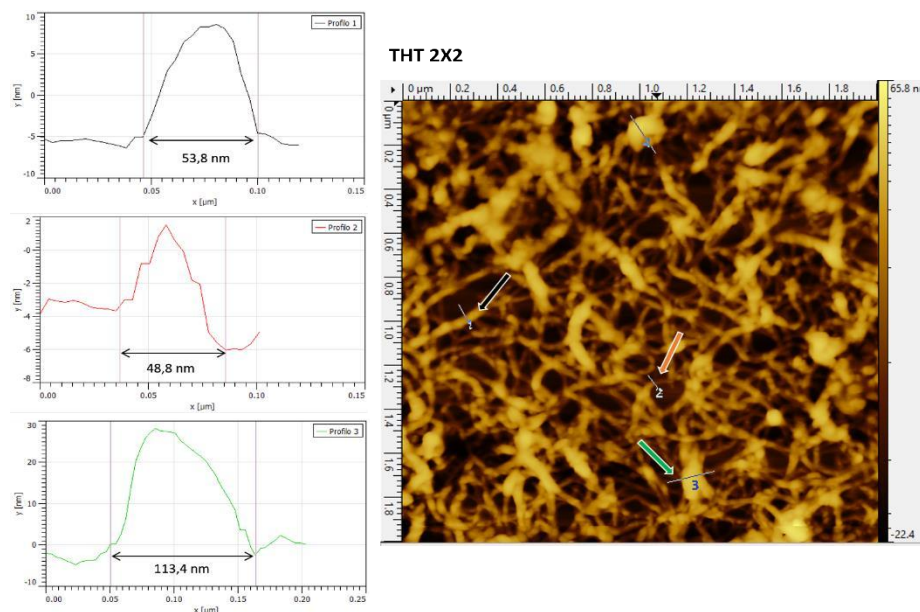 10
5
0
-5
-10
y [nm]
Profilo 1
53,8 nm
0.00 0.05 0.10 0.15
x [µm]
2
-0
-2
-4
-6
-8
y [nm]
Profilo 2
48,8 nm
0.00 0.05 0.10 0.15
x [µm]
30
20
10
0
-10
y [nm]
Profilo 3
113,4 nm
0.00 0.05 0.10 0.15 0.20 0.25
x [µm]
THT 2X2
0 µm 0.2 0.4 0.6 0.8 1.0 1.2 1.4 1.6 1.8
65.8 nm
0 µm
0.2
0.4
0.6
0.8
1.0
1.2
1.4
1.6
1.8
1
2
3
-22.4